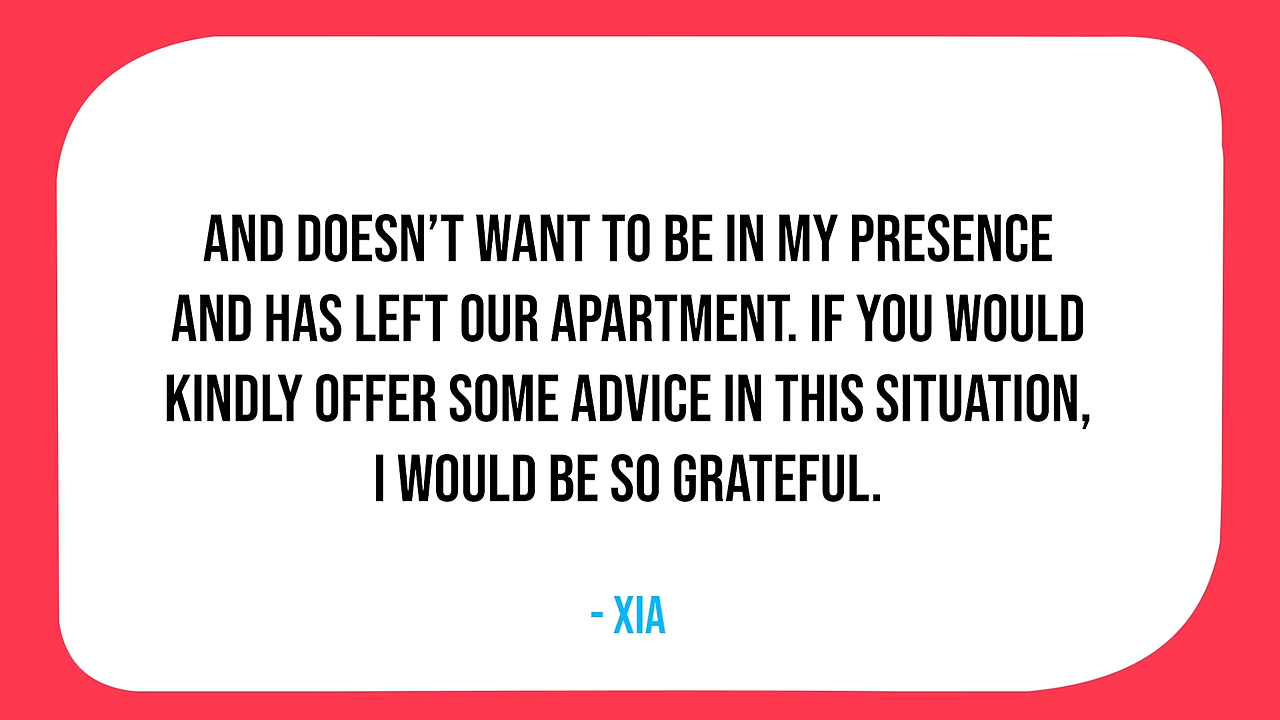 AND DOESN’T WANT TO BE IN MY PRESENCE
AND HAS LEFT OUR APARTMENT. IF YOU WOULD
KINDLY OFFER SOME ADVICE IN THIS SITUATION,
I WOULD BE SO GRATEFUL.
- XIA